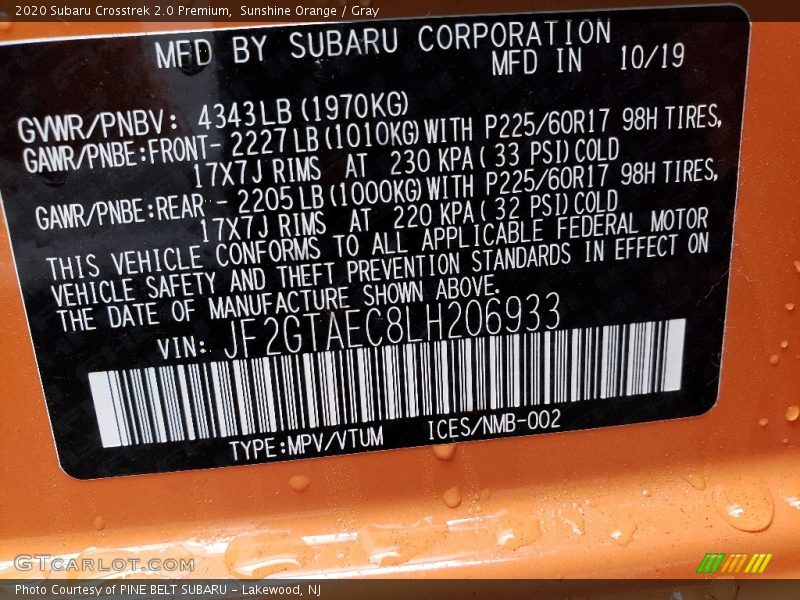 2020 Subaru Crosstrek 2.0 Premium, Sunshine Orange / Gray
MFD BY SUBARU CORPORATION
MFD IN 10/19
GVWR/PNBV: 4343LB (1970KG)
GAWR/PNBE:FRONT- 2227 LB (1010KG) WITH P225/60R17 98H TIRES,
17X7J RIMS AT 230 KPA ( 33 PSI) COLD
GAWR/PNBE:REAR - 2205 LB (1000KG) WITH P225/60R17 98H TIRES,
17X7J RIMS AT 220 KPA ( 32 PSI) COLD
THIS VEHICLE CONFORMS TO ALL APPLICABLE FEDERAL MOTOR
VEHICLE SAFETY AND THEFT PREVENTION STANDARDS IN EFFECT ON
THE DATE OF MANUFACTURE SHOWN ABOVE.
VIN: JF2GTAEC8LH206933
TYPE:MPV/VTUM ICES/NMB-002
GTCARLOT.COM
Photo Courtesy of PINE BELT SUBARU - Lakewood, NJ